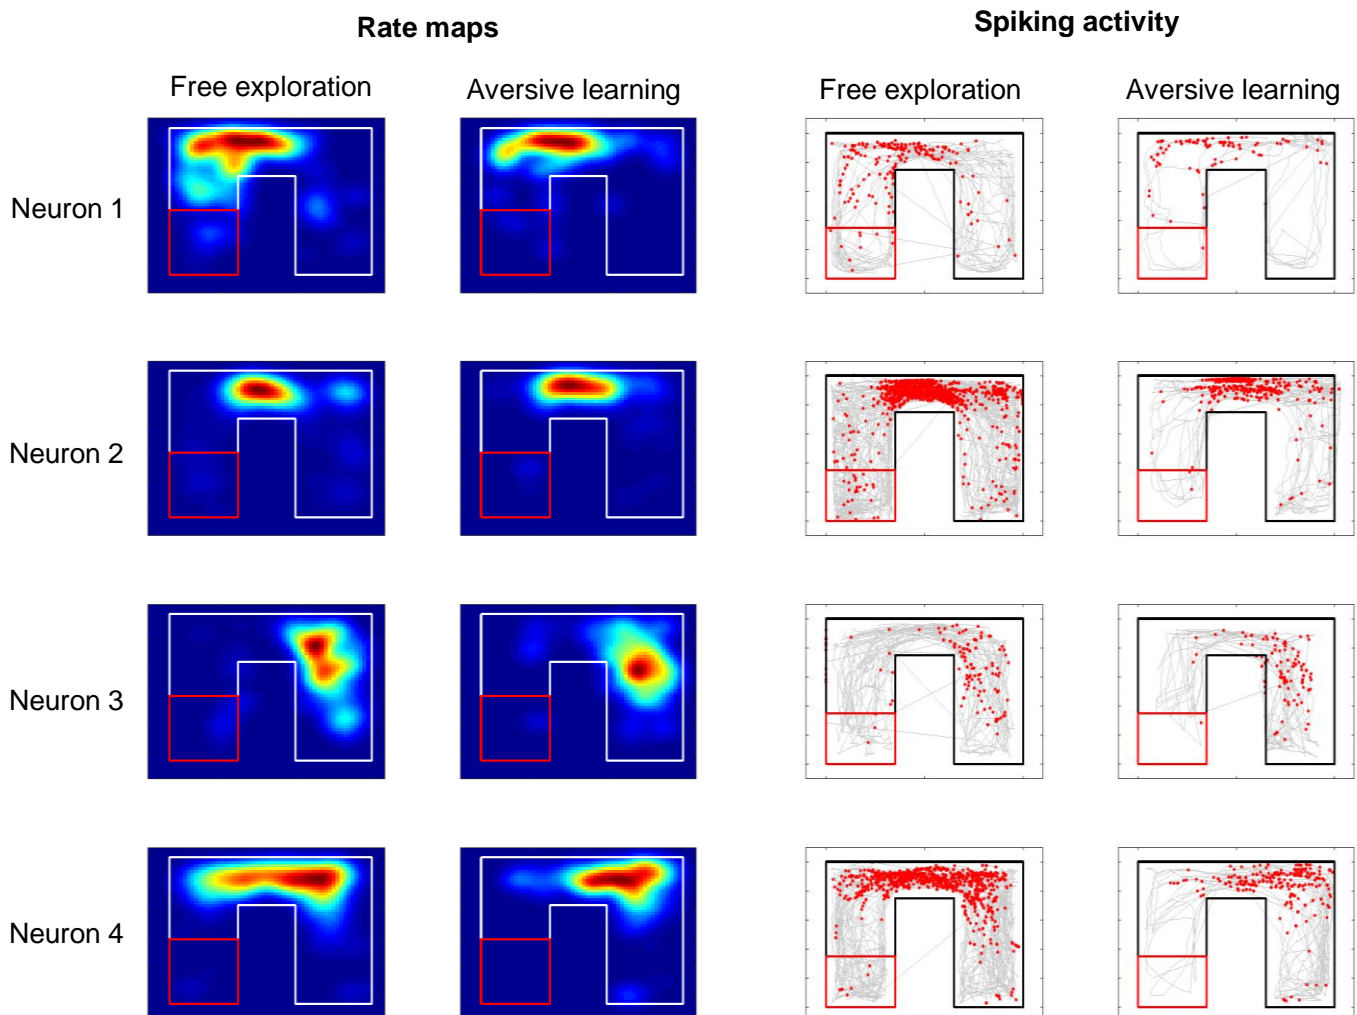 Rate maps
Spiking activity
Free exploration
Aversive learning
Free exploration
Aversive learning
Neuron 1
Neuron 2
Neuron 3
Neuron 4